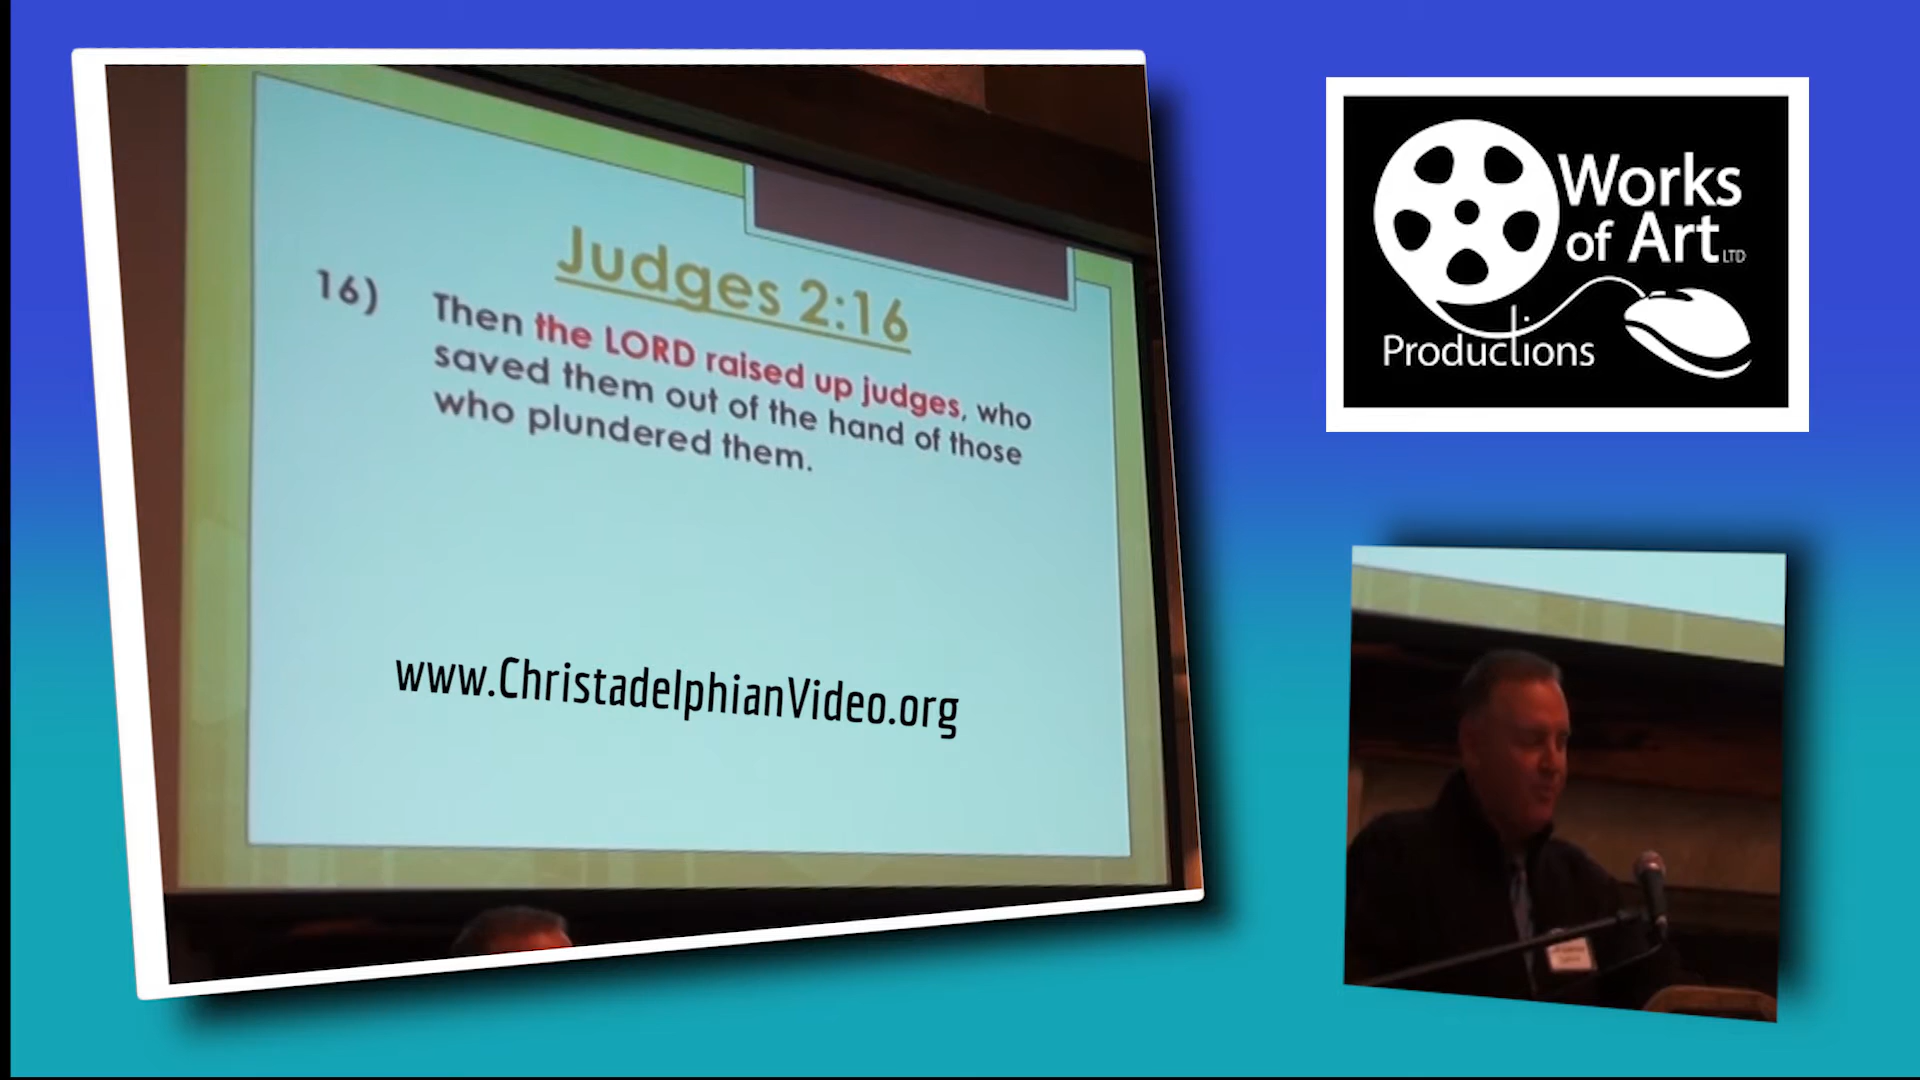 Judges 2:16
16) Then the LORD raised up judges, who
saved them out of the hand of those
who plundered them.
www.ChristadelphianVideo.org
Works
of Art LTD
Productions